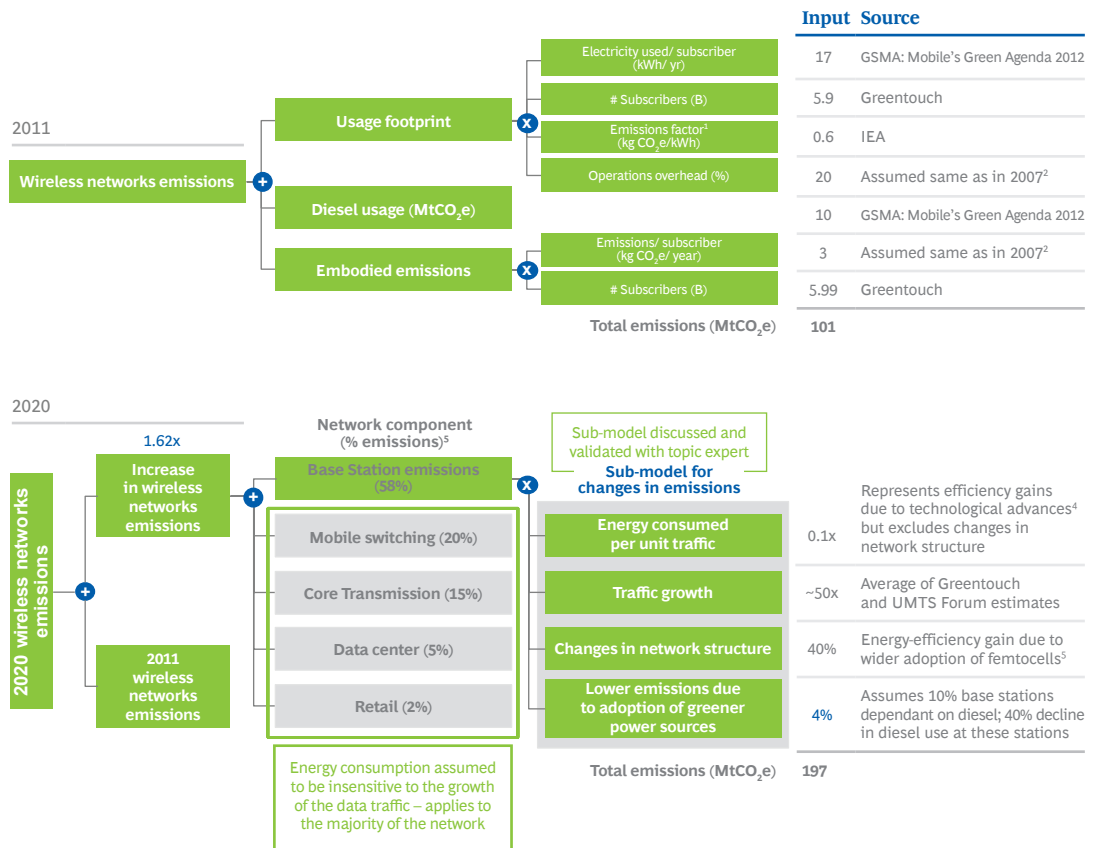 Input Source
Electricity used/ subscriber
(kWh/ yr)
17 GSMA: Mobile's Green Agenda 2012
# Subscribers (B)
5.9 Greentouch
2011
Usage footprint
x
Emissions factor¹
(kg CO₂e/kWh)
0.6 IEA
Wireless networks emissions
+
Operations overhead (%)
20 Assumed same as in 2007²
Diesel usage (MtCO₂e)
10 GSMA: Mobile's Green Agenda 2012
Emissions/ subscriber
(kg CO₂e/ year)
3 Assumed same as in 2007²
Embodied emissions
x
# Subscribers (B)
5.99 Greentouch
Total emissions (MtCO₂e) 101
2020
1.62x
Network component
(% emissions)⁵
Sub-model discussed and
validated with topic expert
Sub-model for
changes in emissions
2020 wireless networks
emissions
+
Increase
in wireless
networks
emissions
+
Base Station emissions
(58%)
x
Mobile switching (20%)
Energy consumed
per unit traffic
0.1x
Represents efficiency gains
due to technological advances⁴
but excludes changes in
network structure
Core Transmission (15%)
Traffic growth
~50x
Average of Greentouch
and UMTS Forum estimates
2011
wireless
networks
emissions
Data center (5%)
Changes in network structure
40%
Energy-efficiency gain due to
wider adoption of femtocells⁵
Retail (2%)
Lower emissions due
to adoption of greener
power sources
4%
Assumes 10% base stations
dependant on diesel; 40% decline
in diesel use at these stations
Total emissions (MtCO₂e) 197
Energy consumption assumed
to be insensitive to the growth
of the data traffic – applies to
the majority of the network